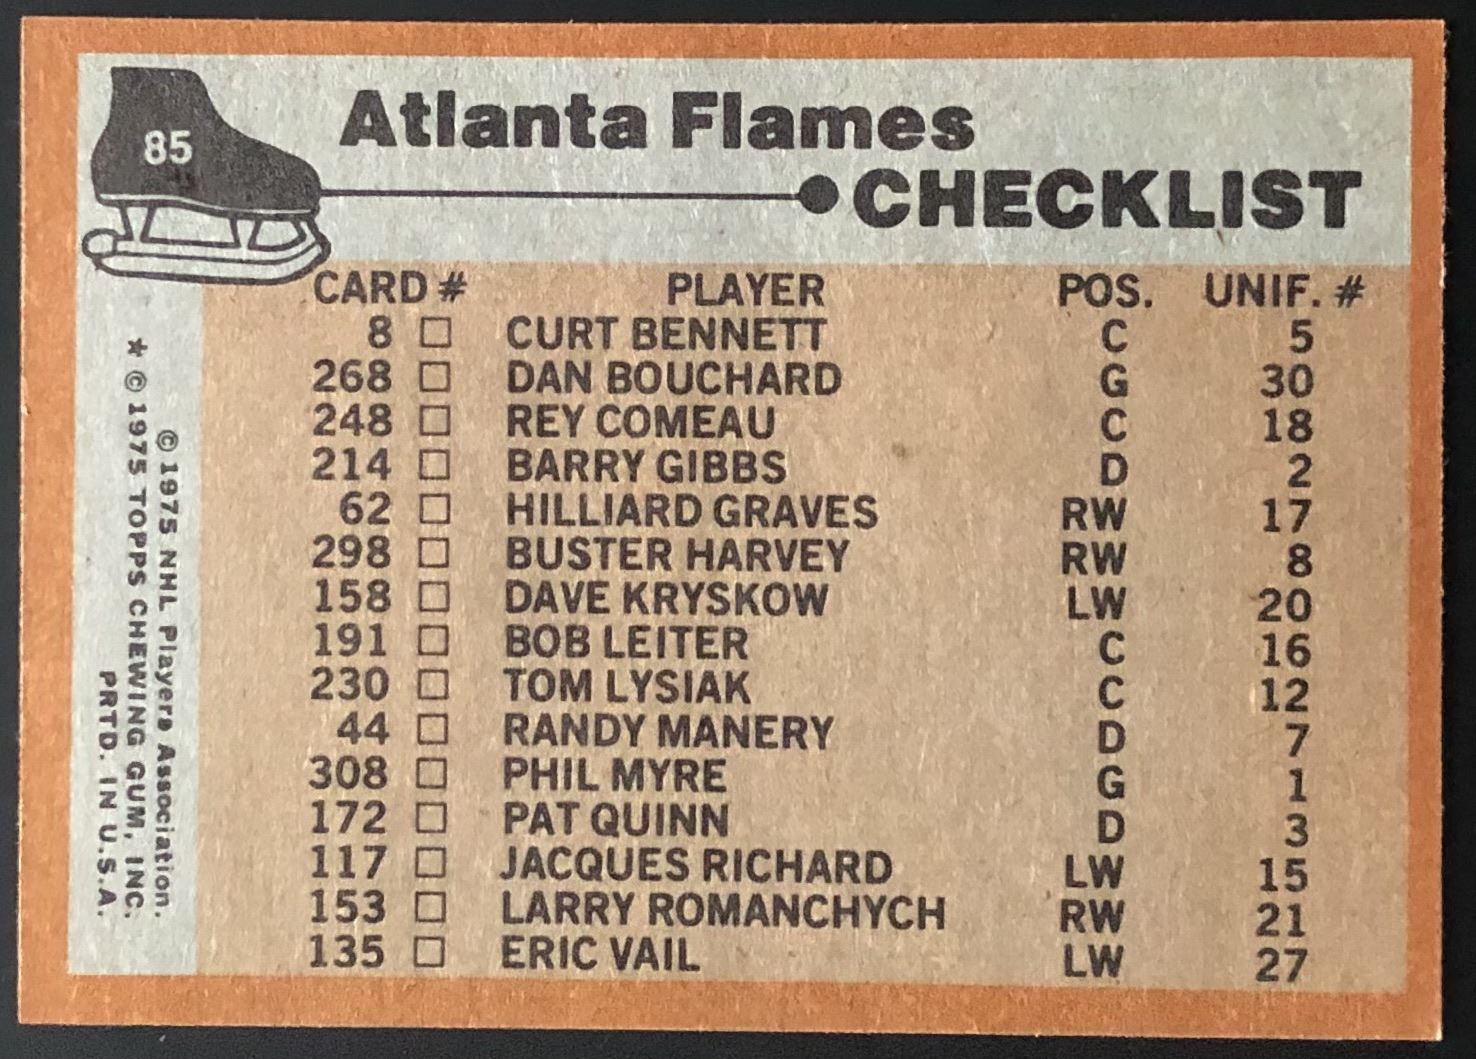 85
Atlanta Flames
CHECKLIST
CARD # PLAYER POS. UNIF. #
8 □ CURT BENNETT C 5
268 □ DAN BOUCHARD G 30
248 □ REY COMEAU C 18
214 □ BARRY GIBBS D 2
62 □ HILLIARD GRAVES RW 17
298 □ BUSTER HARVEY RW 8
158 □ DAVE KRYSKOW LW 20
191 □ BOB LEITER C 16
230 □ TOM LYSIAK C 12
44 □ RANDY MANERY D 7
308 □ PHIL MYRE G 1
172 □ PAT QUINN D 3
117 □ JACQUES RICHARD LW 15
153 □ LARRY ROMANCHYCH RW 21
135 □ ERIC VAIL LW 27
© 1975 NHL Players Association.
* © 1975 TOPPS CHEWING GUM, INC.
PRTD. IN U.S.A.